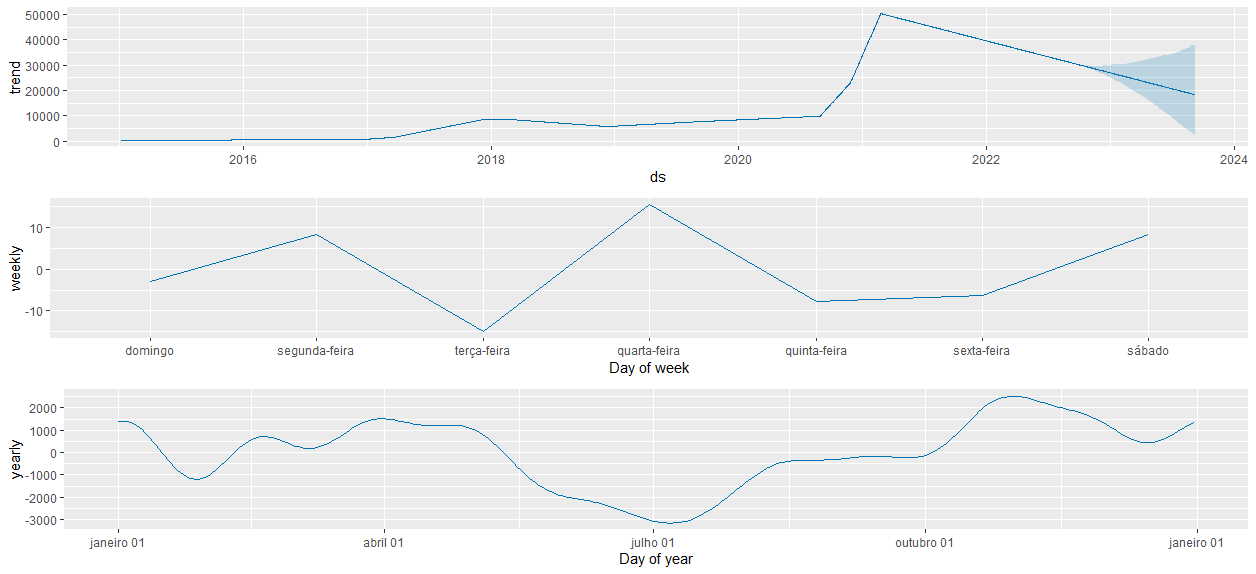 50000
40000
30000
20000
10000
0
trend
2016 2018 2020 2022 2024
ds
10
0
-10
weekly
domingo segunda-feira terça-feira quarta-feira quinta-feira sexta-feira sábado
Day of week
2000
1000
0
-1000
-2000
-3000
yearly
janeiro 01 abril 01 julho 01 outubro 01 janeiro 01
Day of year